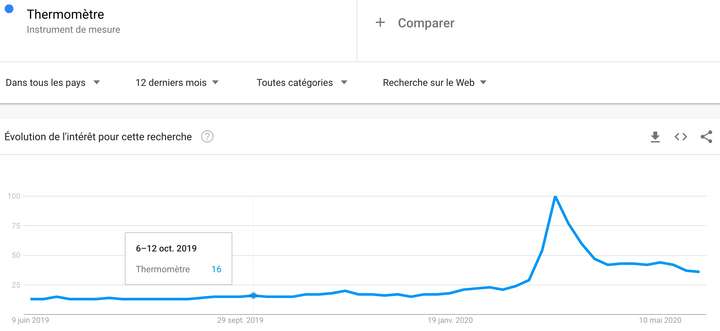 Thermomètre
Instrument de mesure
+ Comparer
Dans tous les pays
12 derniers mois
Toutes catégories
Recherche sur le Web
Évolution de l'intérêt pour cette recherche ?
100
75
50
25
6–12 oct. 2019
Thermomètre 16
9 juin 2019
29 sept. 2019
19 janv. 2020
10 mai 2020